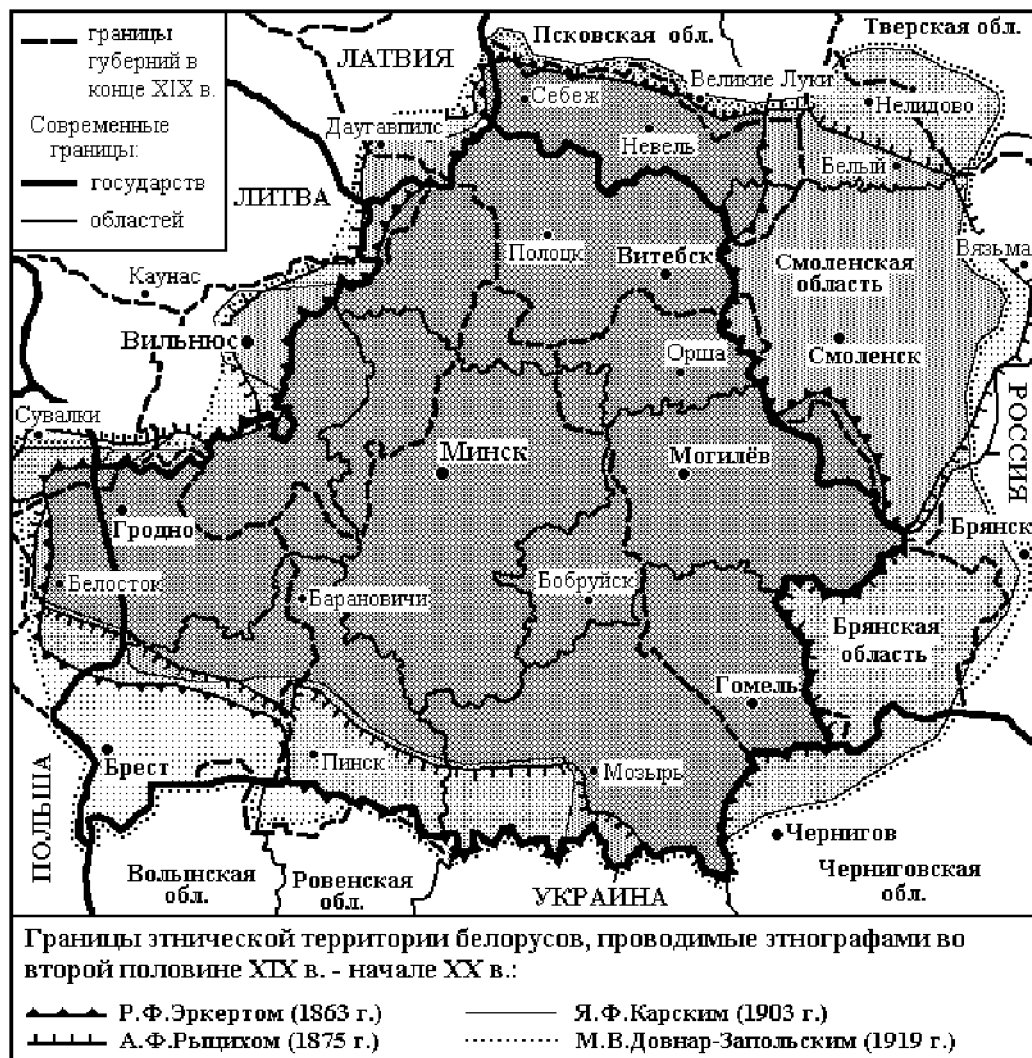 границы
губерний в
конце XIX в.
Современные
границы:
государств
областей
ЛАТВИЯ
Псковская обл.
Тверская обл.
Себеж
Великие Луки
Нелидово
Даугавпилс
Невель
Белый
ЛИТВА
Полоцк
Витебск
Смоленская
область
Вязьма
Каунас
Вильнюс
Орша
Смоленск
Сувалки
РОССИЯ
Минск
Могилёв
Гродно
Брянск
Белосток
Барановичи
Бобруйск
Брянская
область
Гомель
ПОЛЬША
Брест
Пинск
Мозырь
Чернигов
Волынская
обл.
Ровенская
обл.
УКРАИНА
Черниговская
обл.
Границы этнической территории белорусов, проводимые этнографами во
второй половине XIX в. - начале XX в.:
Р.Ф.Эркертом (1863 г.)
Я.Ф.Карским (1903 г.)
А.Ф.Рыщихом (1875 г.)
М.В.Довнар-Запольским (1919 г.)